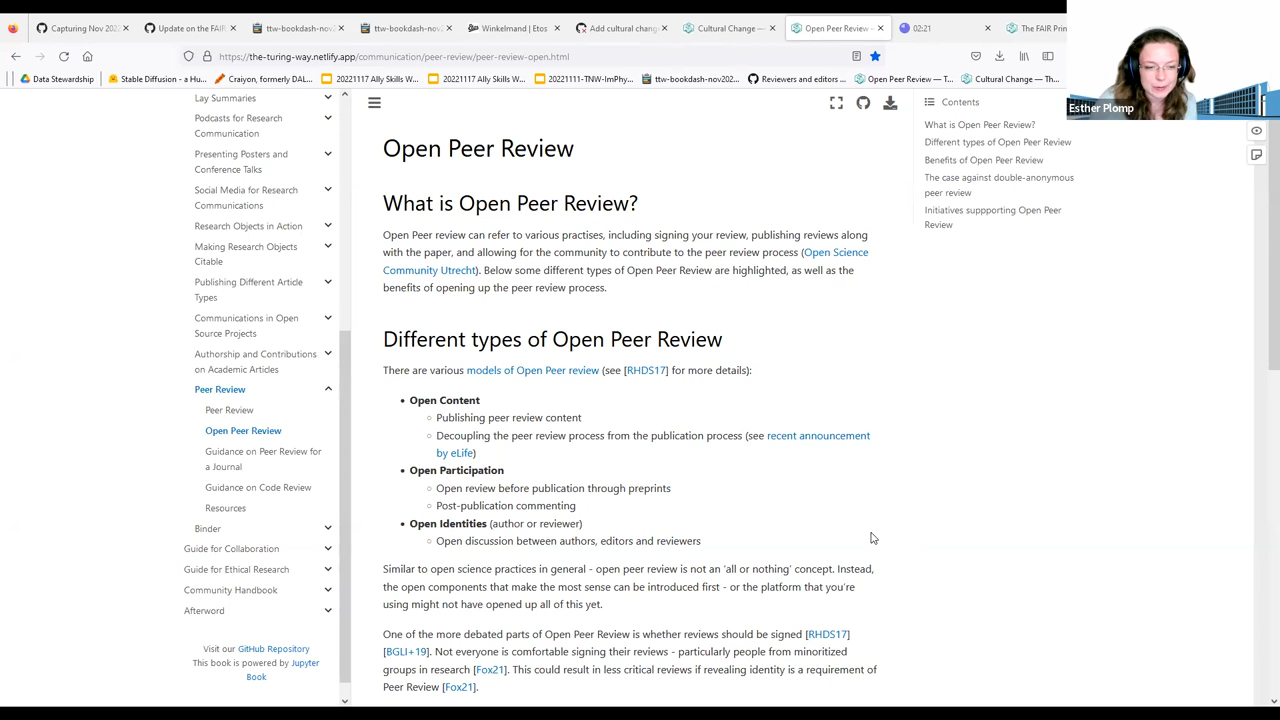 Capturing Nov 202
Update on the FAIR
ttw-bookdash-nov2
ttw-bookdash-nov2
Winkelmand | Etos
Add cultural chang
Cultural Change —
Open Peer Review
02:21
The FAIR Prin
https://the-turing-way.netlify.app/communication/peer-review/peer-review-open.html
Data Stewardship
Stable Diffusion - a Hu...
Craiyon, formerly DAL...
20221117 Ally Skills W...
20221117 Ally Skills W...
20221111-TNW-ImPhy...
ttw-bookdash-nov202...
Reviewers and editors ...
Open Peer Review — T...
Cultural Change — Th...
Esther Plomp
Lay Summaries
Podcasts for Research
Communication
Presenting Posters and
Conference Talks
Social Media for Research
Communications
Research Objects in Action
Making Research Objects
Citable
Publishing Different Article
Types
Communications in Open
Source Projects
Authorship and Contributions
on Academic Articles
Peer Review
Peer Review
Open Peer Review
Guidance on Peer Review for
a Journal
Guidance on Code Review
Resources
Binder
Guide for Collaboration
Guide for Ethical Research
Community Handbook
Afterword
Visit our GitHub Repository
This book is powered by Jupyter
Book
Open Peer Review
What is Open Peer Review?
Open Peer review can refer to various practises, including signing your review, publishing reviews along
with the paper, and allowing for the community to contribute to the peer review process (Open Science
Community Utrecht). Below some different types of Open Peer Review are highlighted, as well as the
benefits of opening up the peer review process.
Different types of Open Peer Review
There are various models of Open Peer review (see [RHDS17] for more details):
• Open Content
○ Publishing peer review content
○ Decoupling the peer review process from the publication process (see recent announcement
by eLife)
• Open Participation
○ Open review before publication through preprints
○ Post-publication commenting
• Open Identities (author or reviewer)
○ Open discussion between authors, editors and reviewers
Similar to open science practices in general - open peer review is not an 'all or nothing' concept. Instead,
the open components that make the most sense can be introduced first - or the platform that you're
using might not have opened up all of this yet.
One of the more debated parts of Open Peer Review is whether reviews should be signed [RHDS17]
[BGLI+19]. Not everyone is comfortable signing their reviews - particularly people from minoritized
groups in research [Fox21]. This could result in less critical reviews if revealing identity is a requirement of
Peer Review [Fox21].
Contents
What is Open Peer Review?
Different types of Open Peer Review
Benefits of Open Peer Review
The case against double-anonymous
peer review
Initiatives suppporting Open Peer
Review